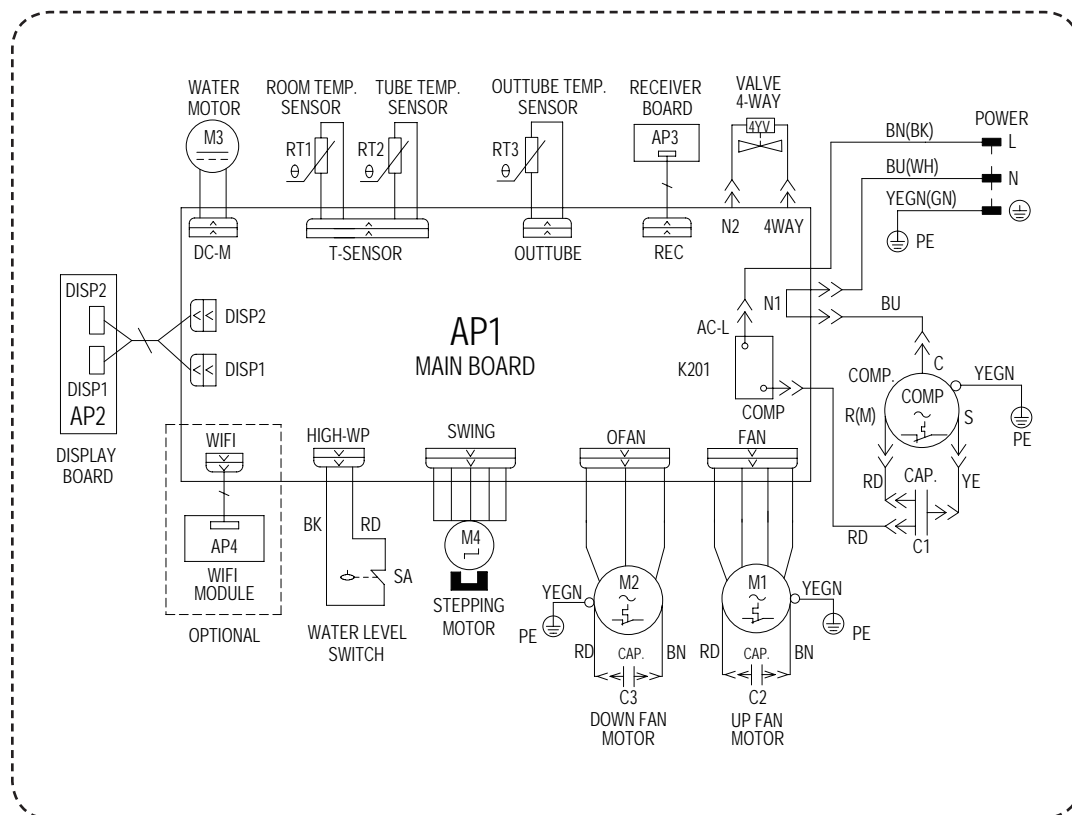 WATER
MOTOR
M3
ROOM TEMP.
SENSOR
RT1
θ
TUBE TEMP.
SENSOR
RT2
θ
OUTTUBE TEMP.
SENSOR
RT3
θ
RECEIVER
BOARD
AP3
VALVE
4-WAY
4YV
POWER
BN(BK)
L
BU(WH)
N
YEGN(GN)
PE
DC-M
T-SENSOR
OUTTUBE
REC
N2
4WAY
DISP2
DISP1
AP2
DISPLAY
BOARD
DISP2
DISP1
AP1
MAIN BOARD
AC-L
K201
COMP
N1
BU
C
COMP.
COMP
YEGN
PE
R(M)
S
RD
CAP.
YE
RD
C1
WIFI
AP4
WIFI
MODULE
OPTIONAL
HIGH-WP
BK
RD
SA
WATER LEVEL
SWITCH
SWING
M4
STEPPING
MOTOR
OFAN
M2
YEGN
PE
RD
CAP.
BN
C3
DOWN FAN
MOTOR
FAN
M1
YEGN
PE
RD
CAP.
BN
C2
UP FAN
MOTOR